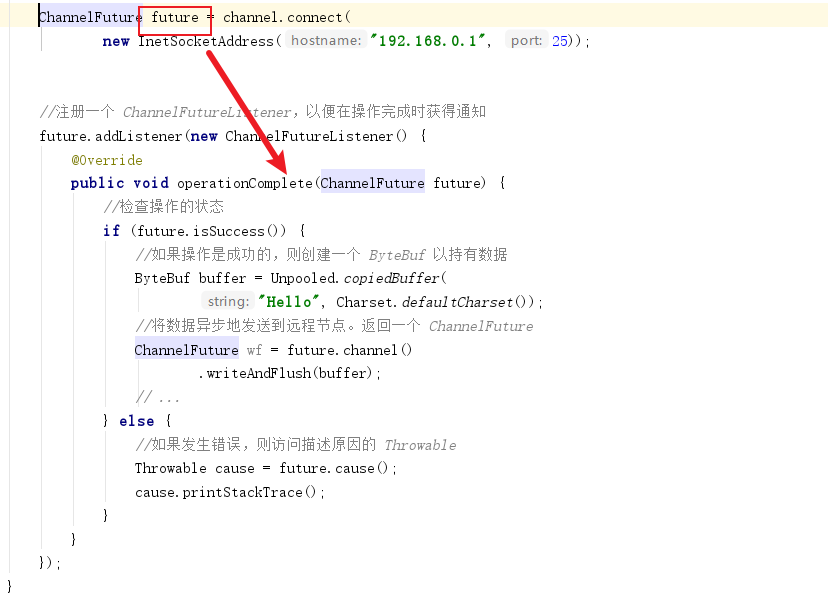 ChannelFuture future = channel.connect(
new InetSocketAddress( hostname: "192.168.0.1", port: 25));
//注册一个 ChannelFutureListener，以便在操作完成时获得通知
future.addListener(new ChannelFutureListener() {
@Override
public void operationComplete(ChannelFuture future) {
//检查操作的状态
if (future.isSuccess()) {
//如果操作是成功的，则创建一个 ByteBuf 以持有数据
ByteBuf buffer = Unpooled.copiedBuffer(
string: "Hello", Charset.defaultCharset());
//将数据异步地发送到远程节点。返回一个 ChannelFuture
ChannelFuture wf = future.channel()
.writeAndFlush(buffer);
// ...
} else {
//如果发生错误，则访问描述原因的 Throwable
Throwable cause = future.cause();
cause.printStackTrace();
}
}
});
}